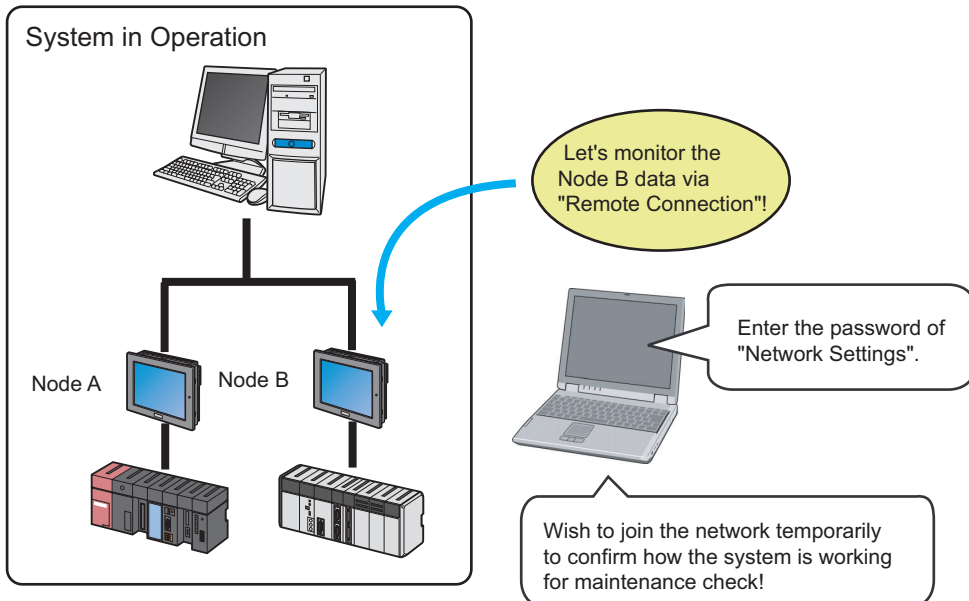 System in Operation
Let's monitor the
Node B data via
"Remote Connection"!
Enter the password of
"Network Settings".
Node A
Node B
Wish to join the network temporarily
to confirm how the system is working
for maintenance check!